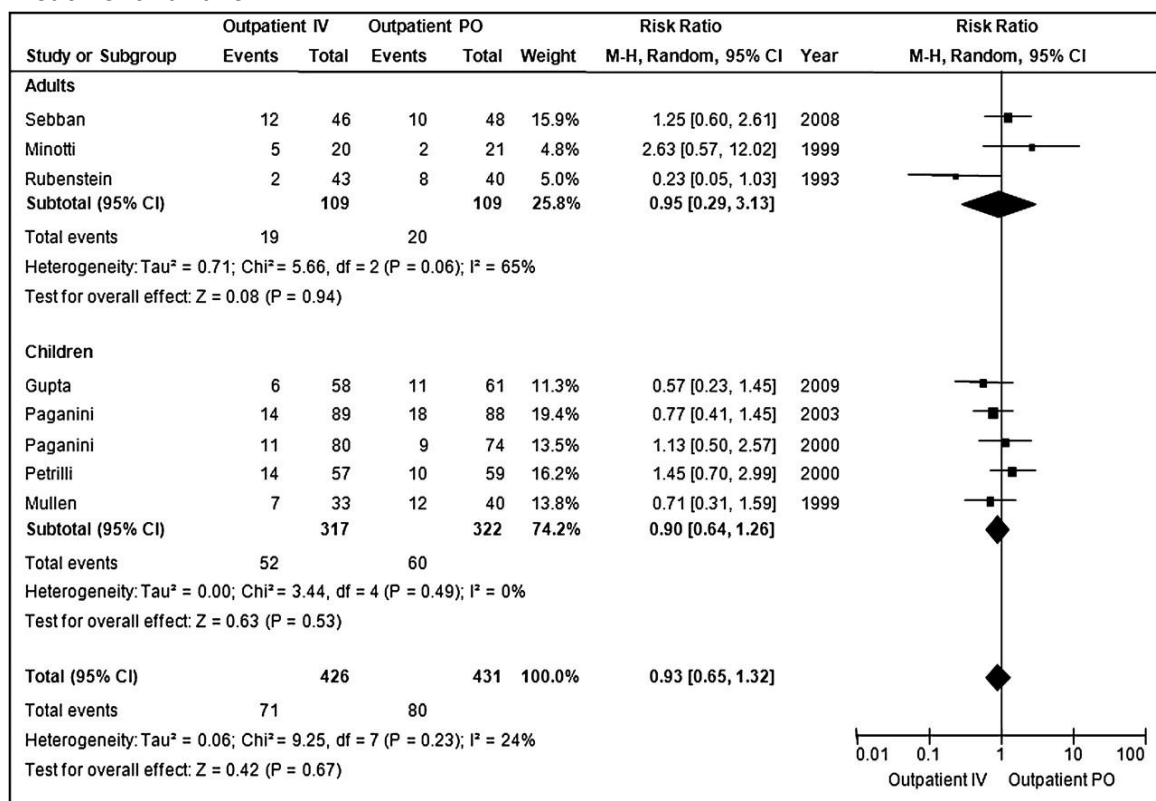 Outpatient IV Outpatient PO Risk Ratio Risk Ratio
Study or Subgroup Events Total Events Total Weight M-H, Random, 95% CI Year M-H, Random, 95% CI
Adults
Sebban 12 46 10 48 15.9% 1.25 [0.60, 2.61] 2008
Minotti 5 20 2 21 4.8% 2.63 [0.57, 12.02] 1999
Rubenstein 2 43 8 40 5.0% 0.23 [0.05, 1.03] 1993
Subtotal (95% CI) 109 109 25.8% 0.95 [0.29, 3.13]
Total events 19 20
Heterogeneity: Tau² = 0.71; Chi² = 5.66, df = 2 (P = 0.06); I² = 65%
Test for overall effect: Z = 0.08 (P = 0.94)
Children
Gupta 6 58 11 61 11.3% 0.57 [0.23, 1.45] 2009
Paganini 14 89 18 88 19.4% 0.77 [0.41, 1.45] 2003
Paganini 11 80 9 74 13.5% 1.13 [0.50, 2.57] 2000
Petrilli 14 57 10 59 16.2% 1.45 [0.70, 2.99] 2000
Mullen 7 33 12 40 13.8% 0.71 [0.31, 1.59] 1999
Subtotal (95% CI) 317 322 74.2% 0.90 [0.64, 1.26]
Total events 52 60
Heterogeneity: Tau² = 0.00; Chi² = 3.44, df = 4 (P = 0.49); I² = 0%
Test for overall effect: Z = 0.63 (P = 0.53)
Total (95% CI) 426 431 100.0% 0.93 [0.65, 1.32]
Total events 71 80
Heterogeneity: Tau² = 0.06; Chi² = 9.25, df = 7 (P = 0.23); I² = 24%
Test for overall effect: Z = 0.42 (P = 0.67)
0.01 0.1 1 10 100
Outpatient IV Outpatient PO